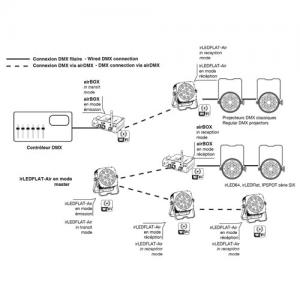 Connexion DMX filaire - Wired DMX connection
Connexion DMX via airDMX - DMX connection via airDMX
irLEDFLAT-Air
in reception
mode
irLEDFLAT-Air
en mode
réception
airBOX
in transit
mode
airBOX
en mode
émission
Projecteurs DMX classiques
Regular DMX projectors
airBOX
in reception
mode
airBOX
en mode
réception
Contrôleur DMX
irLED64, irLEDFlat, IPSPOT série SIX
irLEDFLAT-Air en mode
master
irLEDFLAT-Air
en mode
émission
irLEDFLAT-Air
in transit
mode
irLEDFLAT-Air
en mode
réception
irLEDFLAT-Air
in reception
mode
irLEDFLAT-Air
en mode
réception
irLEDFLAT-Air
in reception
mode